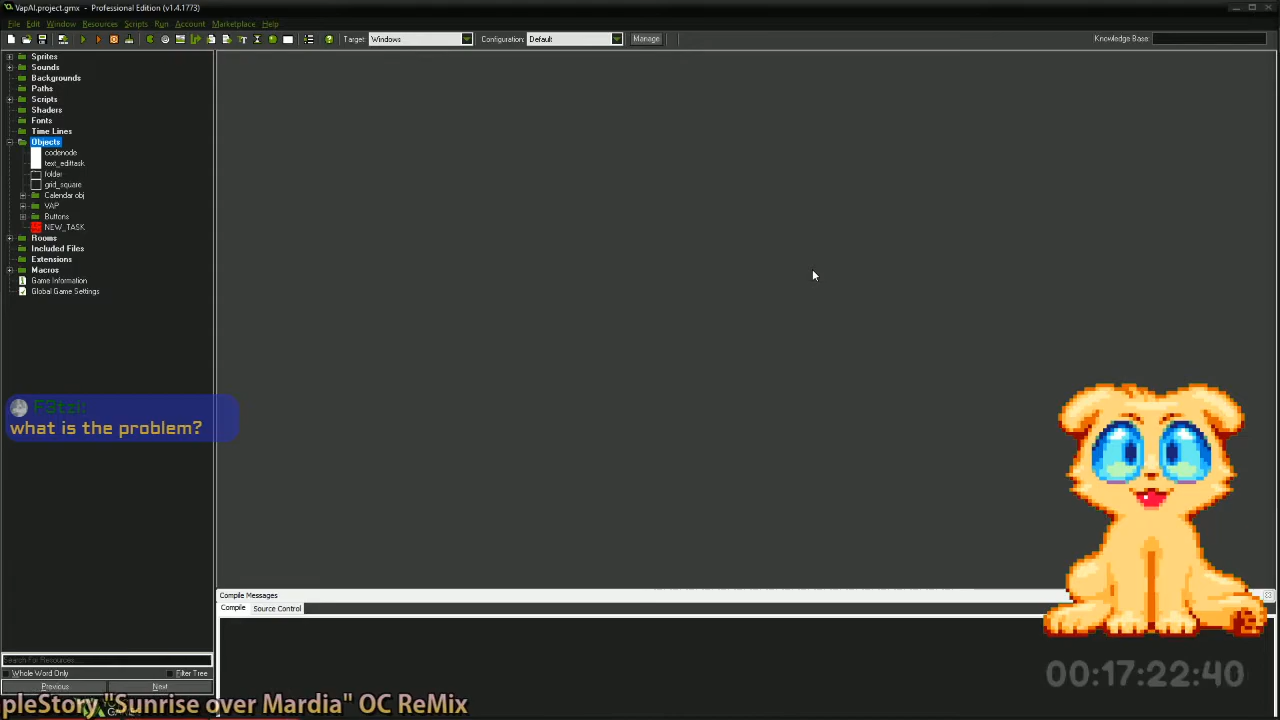 VapAI.project.gmx - Professional Edition (v1.4.1773)
File Edit Window Resources Scripts Run Account Marketplace Help
Target: Windows Configuration: Default Manage Knowledge Base:
Sprites
Sounds
Backgrounds
Paths
Scripts
Shaders
Fonts
Time Lines
Objects
codenode
text_edittask
folder
grid_square
Calendar obj
VAP
Buttons
NEW_TASK
Rooms
Included Files
Extensions
Macros
Game Information
Global Game Settings
what is the problem?
Compile Messages
Compile Source Control
Search For Resources...
Whole Word Only Filter Tree
Previous Next
00:17:22:40
pleStory "Sunrise over Mardia" OC ReMix